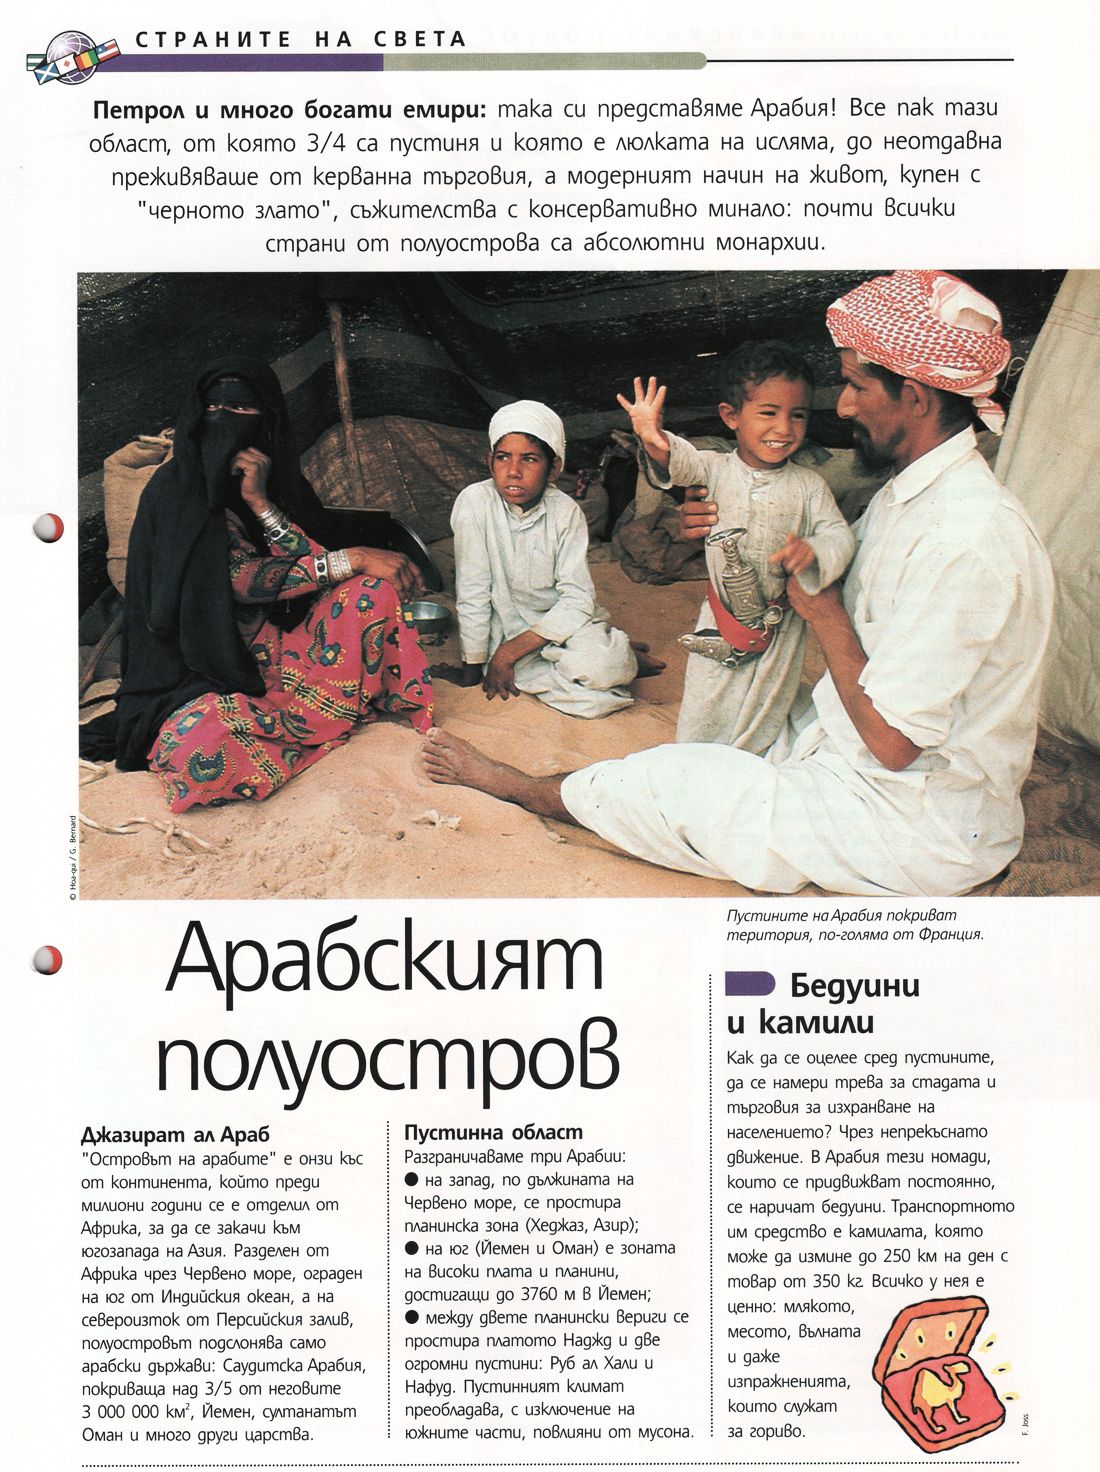 СТРАНИТЕ НА СВЕТА
Петрол и много богати емири: така си представяме Арабия! Все пак тази
област, от която 3/4 са пустиня и която е люлката на исляма, до неотдавна
преживяваше от керванна търговия, а модерният начин на живот, купен с
"черното злато", съжителства с консервативно минало: почти всички
страни от полуострова са абсолютни монархии.
© Hoa-qui / G. Bernard
Пустините на Арабия покриват
територия, по-голяма от Франция.
Арабският
полуостров
Джазират ал Араб
"Островът на арабите" е онзи къс
от континента, който преди
милиони години се е отделил от
Африка, за да се закачи към
югозапада на Азия. Разделен от
Африка чрез Червено море, ограден
на юг от Индийския океан, а на
североизток от Персийския залив,
полуостровът подслонява само
арабски държави: Саудитска Арабия,
покриваща над 3/5 от неговите
3 000 000 km², Йемен, султанатът
Оман и много други царства.
Пустинна област
Разграничаваме три Арабии:
● на запад, по дължината на
Червено море, се простира
планинска зона (Хеджаз, Азир);
● на юг (Йемен и Оман) е зоната
на високи плата и планини,
достигащи до 3760 м в Йемен;
● между двете планински вериги се
простира платото Наджд и две
огромни пустини: Руб ал Хали и
Нафуд. Пустинният климат
преобладава, с изключение на
южните части, повлияни от мусона.
Бедуини
и камили
Как да се оцелее сред пустините,
да се намери трева за стадата и
търговия за изхранване на
населението? Чрез непрекъснато
движение. В Арабия тези номади,
които се придвижват постоянно,
се наричат бедуини. Транспортното
им средство е камилата, която
може да измине до 250 км на ден с
товар от 350 кг. Всичко у нея е
ценно: млякото,
месото, вълната
и даже
изпражненията,
които служат
за гориво.
F. Joss